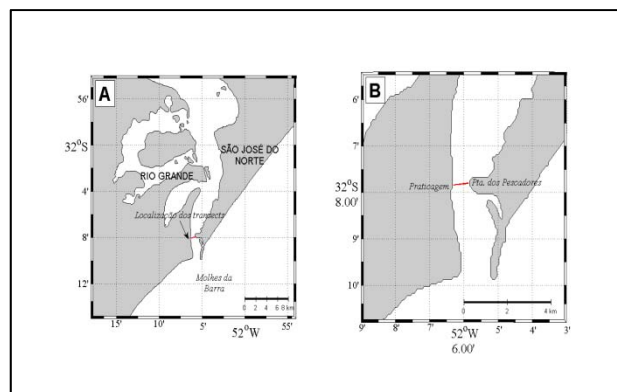 A
56'
32°S
4'
8'
12'
SÃO JOSÉ DO
NORTE
RIO GRANDE
Localização dos transects
Molhes da
Barra
0 2 4 6 8 km
15' 10' 5' 52°W 55'
B
6'
7'
32°S
8.00'
9'
10'
Praticagem
Pta. dos Pescadores
0 2 4 km
9' 8' 7' 52°W 5' 4' 3'
6.00'